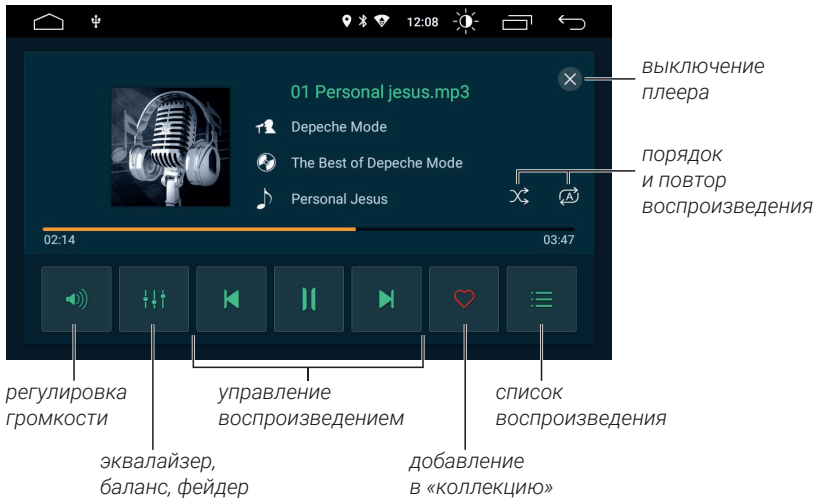 12:08
выключение
плеера
01 Personal jesus.mp3
Depeche Mode
The Best of Depeche Mode
Personal Jesus
A
порядок
и повтор
воспроизведения
02:14
03:47
регулировка
громкости
управление
воспроизведением
список
воспроизведения
эквалайзер,
баланс, фейдер
добавление
в «коллекцию»